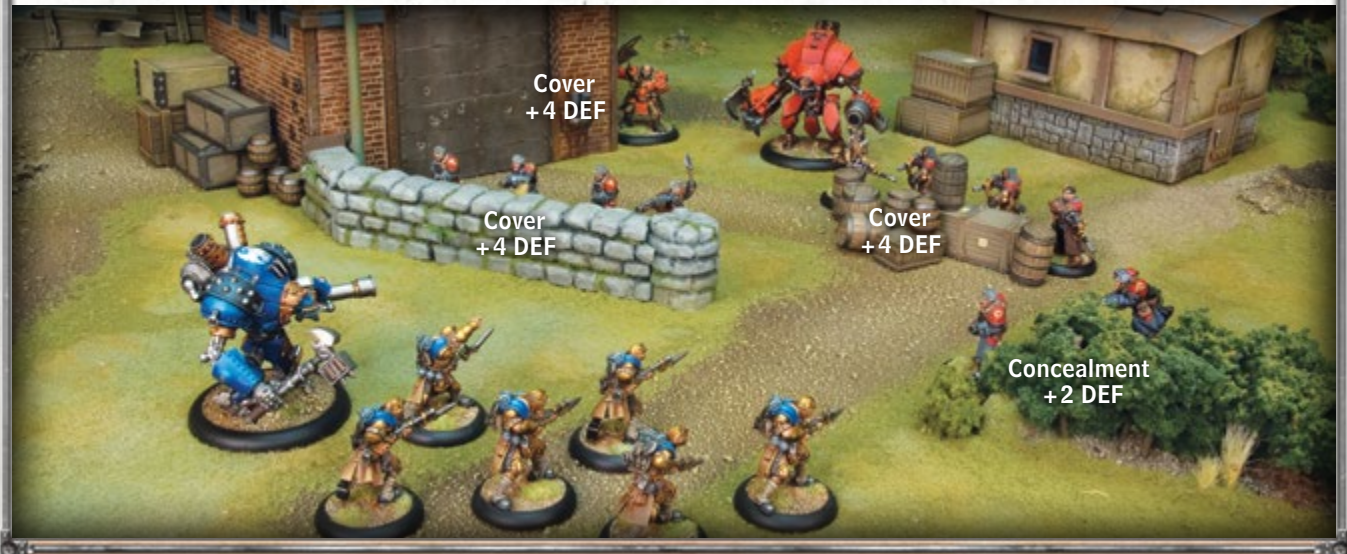 Cover
+4 DEF
Cover
+4 DEF
Cover
+4 DEF
Concealment
+2 DEF